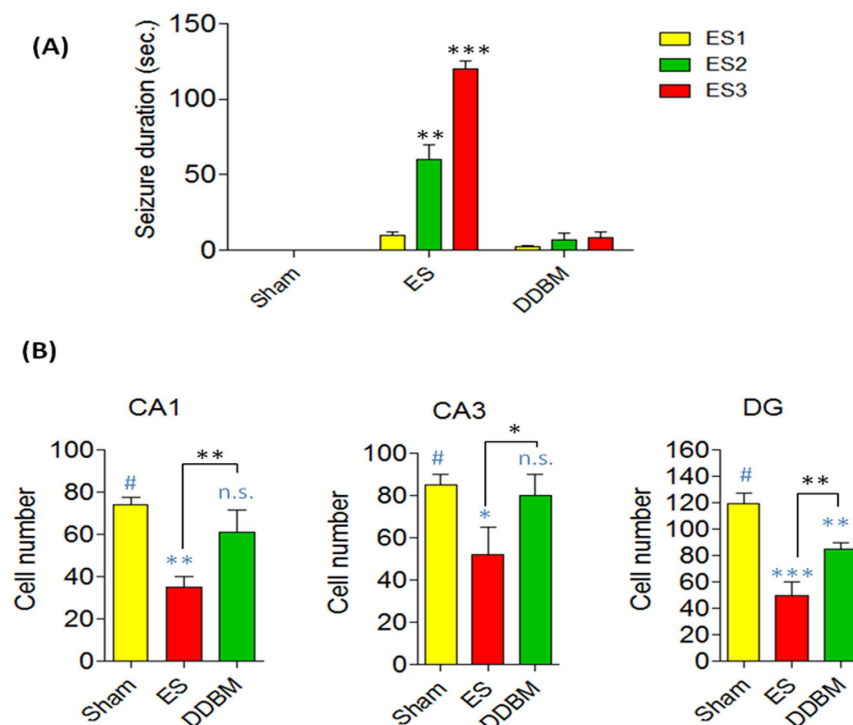 (A)
Seizure duration (sec.)
150
100
50
0
**
***
Sham
ES
DDBM
ES1
ES2
ES3
(B)
CA1
Cell number
100
80
60
40
20
0
#
**
**
n.s.
Sham
ES
DDBM
CA3
Cell number
100
80
60
40
20
0
#
*
*
n.s.
Sham
ES
DDBM
DG
Cell number
160
140
120
100
80
60
40
20
0
#
***
**
**
Sham
ES
DDBM